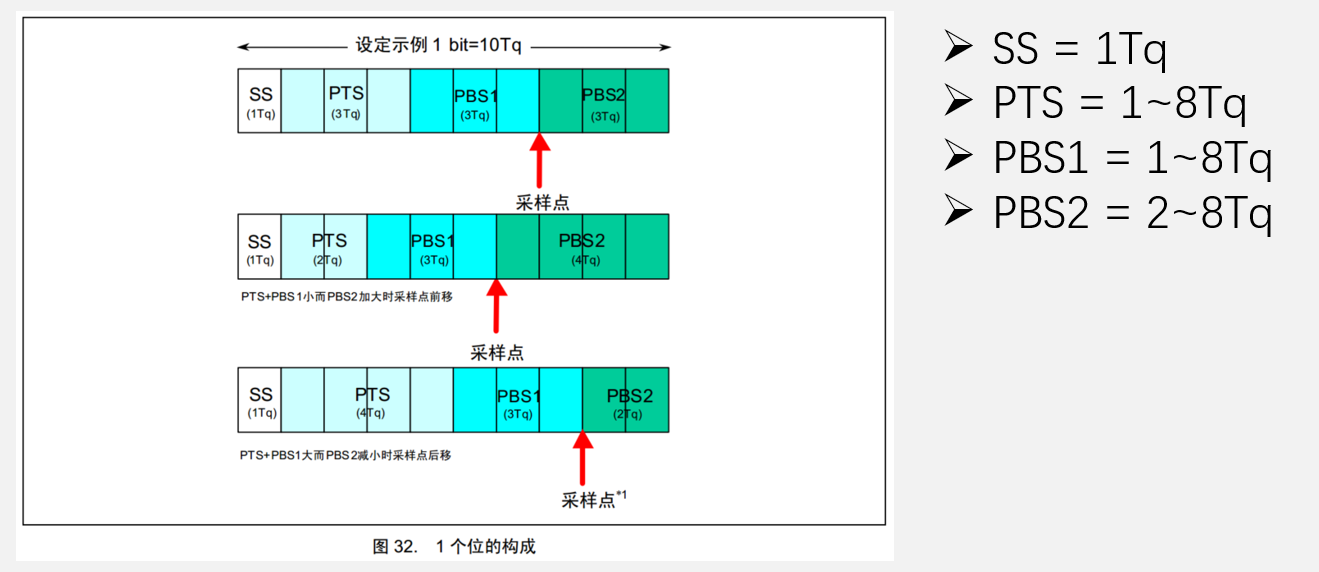 设定示例 1 bit=10Tq
SS PTS PBS1 PBS2
(1Tq) (3Tq) (3Tq) (3Tq)
采样点
SS PTS PBS1 PBS2
(1Tq) (2Tq) (3Tq) (4Tq)
PTS+PBS1小而PBS2加大时采样点前移
采样点
SS PTS PBS1 PBS2
(1Tq) (4Tq) (3Tq) (2Tq)
PTS+PBS1大而PBS2减小时采样点后移
采样点*1
图 32. 1 个位的构成
➢ SS = 1Tq
➢ PTS = 1~8Tq
➢ PBS1 = 1~8Tq
➢ PBS2 = 2~8Tq